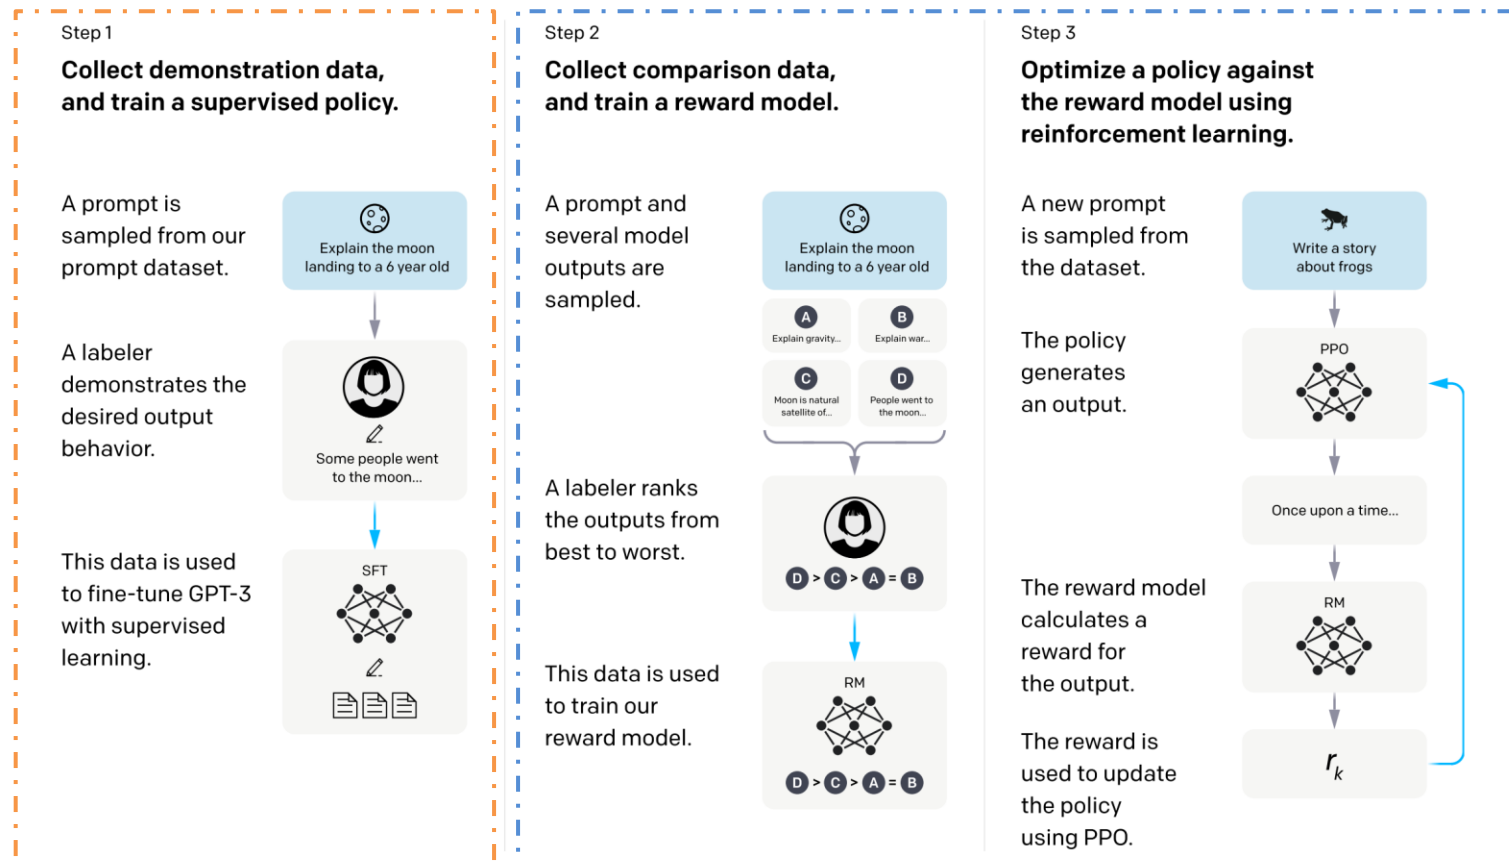 Step 1
Collect demonstration data,
and train a supervised policy.
A prompt is
sampled from our
prompt dataset.
Explain the moon
landing to a 6 year old
A labeler
demonstrates the
desired output
behavior.
Some people went
to the moon...
This data is used
to fine-tune GPT-3
with supervised
learning.
SFT
Step 2
Collect comparison data,
and train a reward model.
A prompt and
several model
outputs are
sampled.
Explain the moon
landing to a 6 year old
A
Explain gravity...
B
Explain war...
C
Moon is natural
satellite of...
D
People went to
the moon...
A labeler ranks
the outputs from
best to worst.
D > C > A = B
This data is used
to train our
reward model.
RM
D > C > A = B
Step 3
Optimize a policy against
the reward model using
reinforcement learning.
A new prompt
is sampled from
the dataset.
Write a story
about frogs
The policy
generates
an output.
PPO
Once upon a time...
The reward model
calculates a
reward for
the output.
RM
The reward is
used to update
the policy
using PPO.
r_k